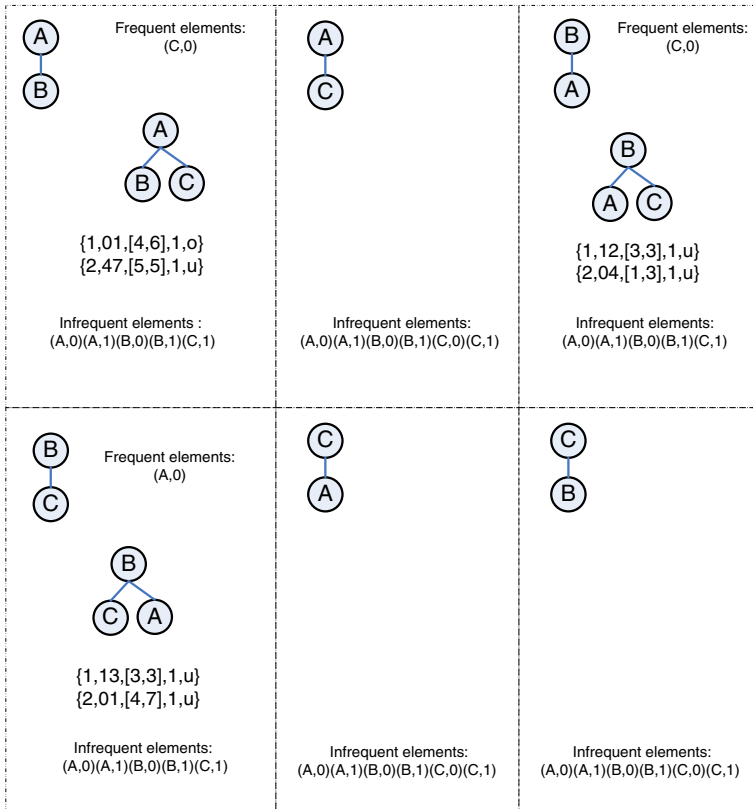 A
Frequent elements:
(C,0)
B
A
B C
{1,01,[4,6],1,o}
{2,47,[5,5],1,u}
Infrequent elements :
(A,0)(A,1)(B,0)(B,1)(C,1)
A
C
Infrequent elements:
(A,0)(A,1)(B,0)(B,1)(C,0)(C,1)
B
Frequent elements:
(C,0)
A
B
A C
{1,12,[3,3],1,u}
{2,04,[1,3],1,u}
Infrequent elements:
(A,0)(A,1)(B,0)(B,1)(C,1)
B
Frequent elements:
(A,0)
C
B
C A
{1,13,[3,3],1,u}
{2,01,[4,7],1,u}
Infrequent elements:
(A,0)(A,1)(B,0)(B,1)(C,1)
C
A
Infrequent elements:
(A,0)(A,1)(B,0)(B,1)(C,0)(C,1)
C
B
Infrequent elements:
(A,0)(A,1)(B,0)(B,1)(C,0)(C,1)